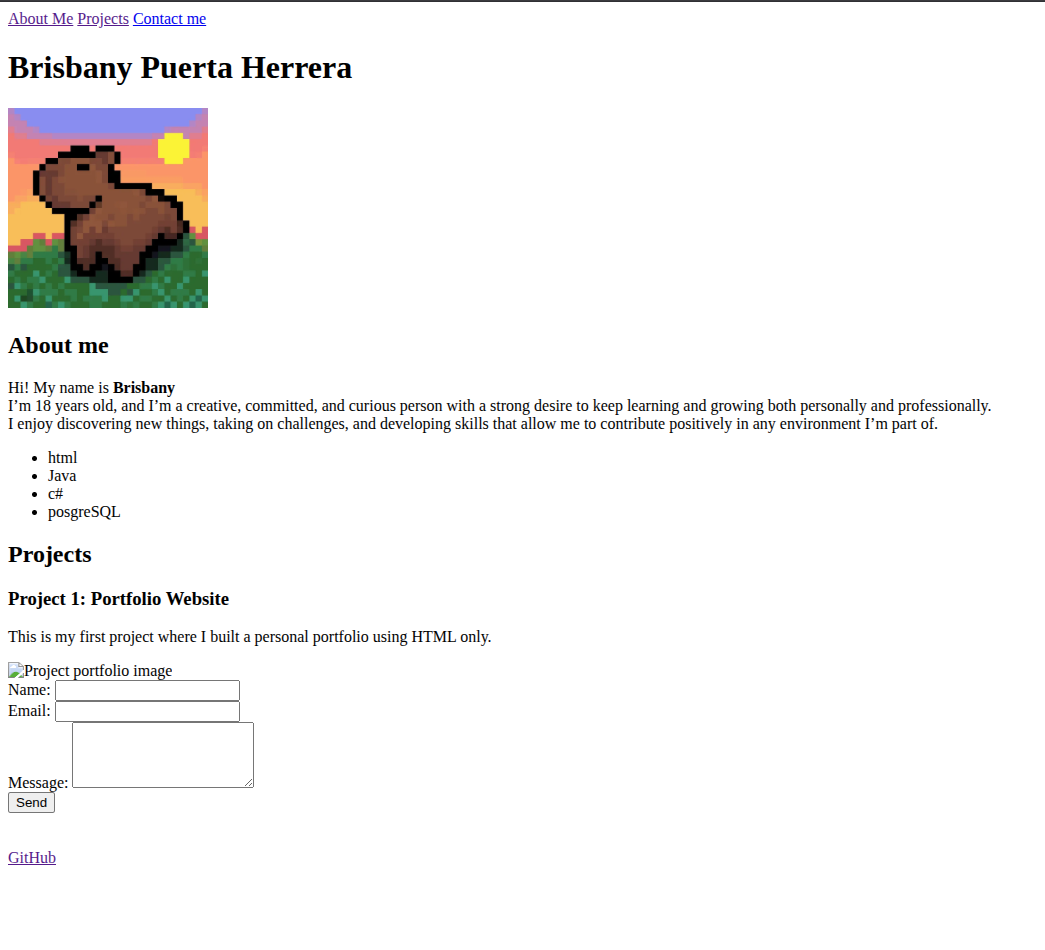 About Me Projects Contact me
Brisbany Puerta Herrera
About me
Hi! My name is Brisbany
I’m 18 years old, and I’m a creative, committed, and curious person with a strong desire to keep learning and growing both personally and professionally.
I enjoy discovering new things, taking on challenges, and developing skills that allow me to contribute positively in any environment I’m part of.
html
Java
c#
posgreSQL
Projects
Project 1: Portfolio Website
This is my first project where I built a personal portfolio using HTML only.
Project portfolio image
Name:
Email:
Message:
Send
GitHub